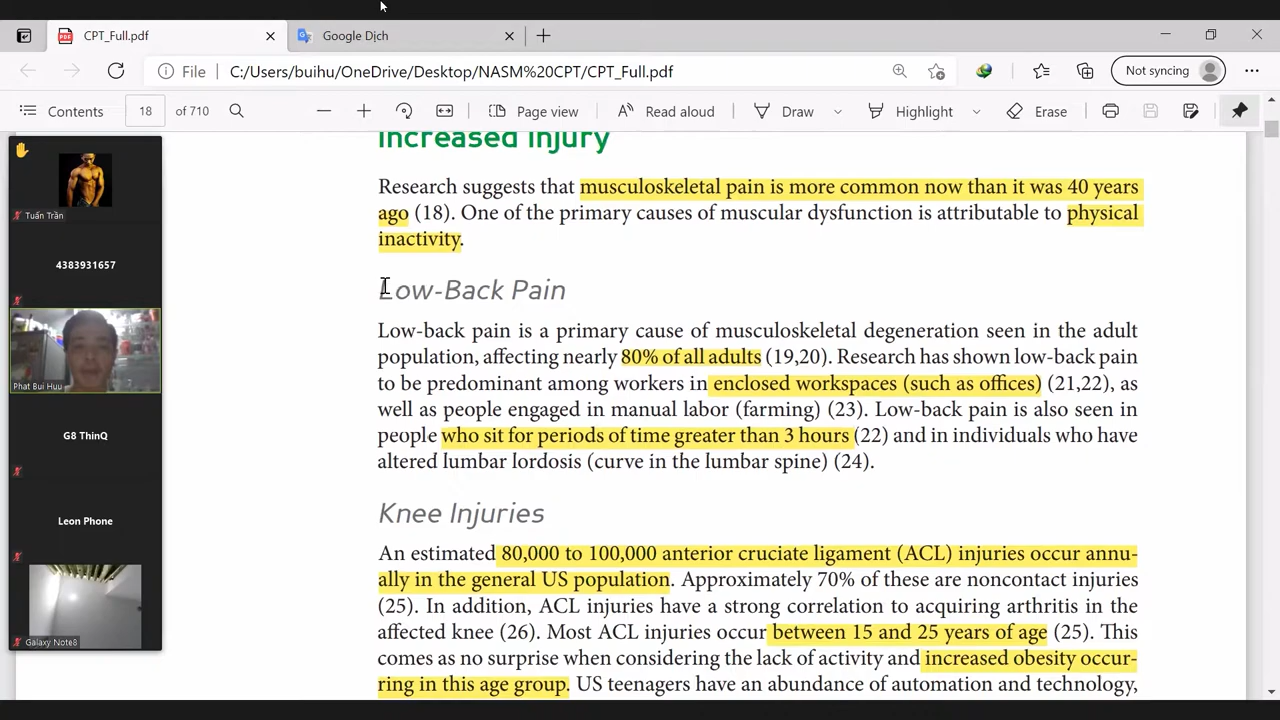 CPT_Full.pdf
Google Dịch
File
C:/Users/buihu/OneDrive/Desktop/NASM%20CPT/CPT_Full.pdf
Not syncing
Contents
18
of 710
Page view
Read aloud
Draw
Highlight
Erase
Tuấn Trần
4383931657
Phat Bui Huu
G8 ThinQ
Leon Phone
Galaxy Note8
Increased Injury
Research suggests that musculoskeletal pain is more common now than it was 40 years
ago (18). One of the primary causes of muscular dysfunction is attributable to physical
inactivity.
Low-Back Pain
Low-back pain is a primary cause of musculoskeletal degeneration seen in the adult
population, affecting nearly 80% of all adults (19,20). Research has shown low-back pain
to be predominant among workers in enclosed workspaces (such as offices) (21,22), as
well as people engaged in manual labor (farming) (23). Low-back pain is also seen in
people who sit for periods of time greater than 3 hours (22) and in individuals who have
altered lumbar lordosis (curve in the lumbar spine) (24).
Knee Injuries
An estimated 80,000 to 100,000 anterior cruciate ligament (ACL) injuries occur annu-
ally in the general US population. Approximately 70% of these are noncontact injuries
(25). In addition, ACL injuries have a strong correlation to acquiring arthritis in the
affected knee (26). Most ACL injuries occur between 15 and 25 years of age (25). This
comes as no surprise when considering the lack of activity and increased obesity occur-
ring in this age group. US teenagers have an abundance of automation and technology,